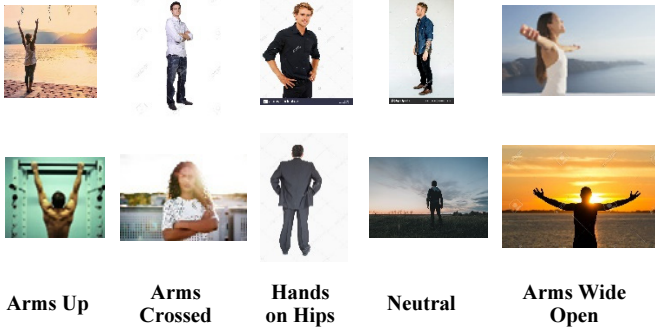 Arms Up
Arms
Crossed
Hands
on Hips
Neutral
Arms Wide
Open